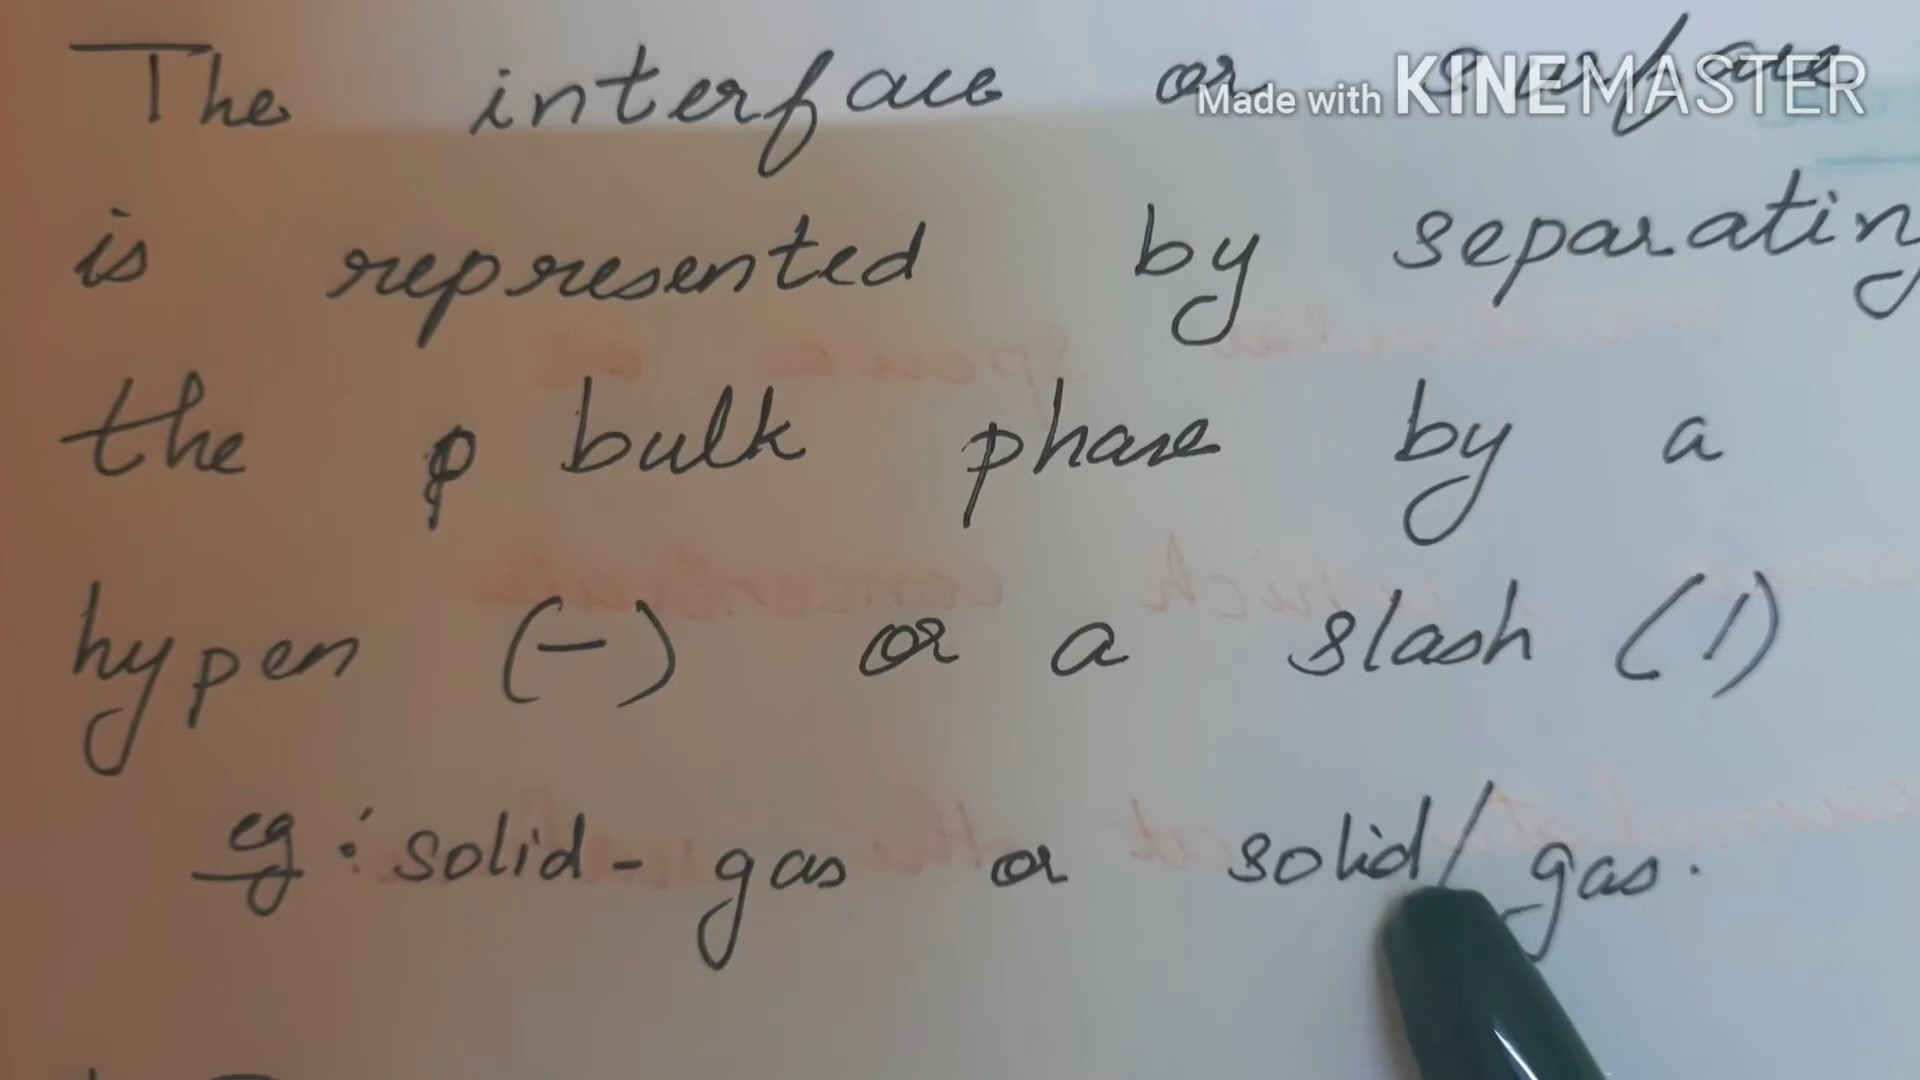 The interface or surface
Made with KINEMASTER
is represented by separating
the p bulk phase by a
hypen (-) or a slash (/)
eg: solid - gas or solid/gas.